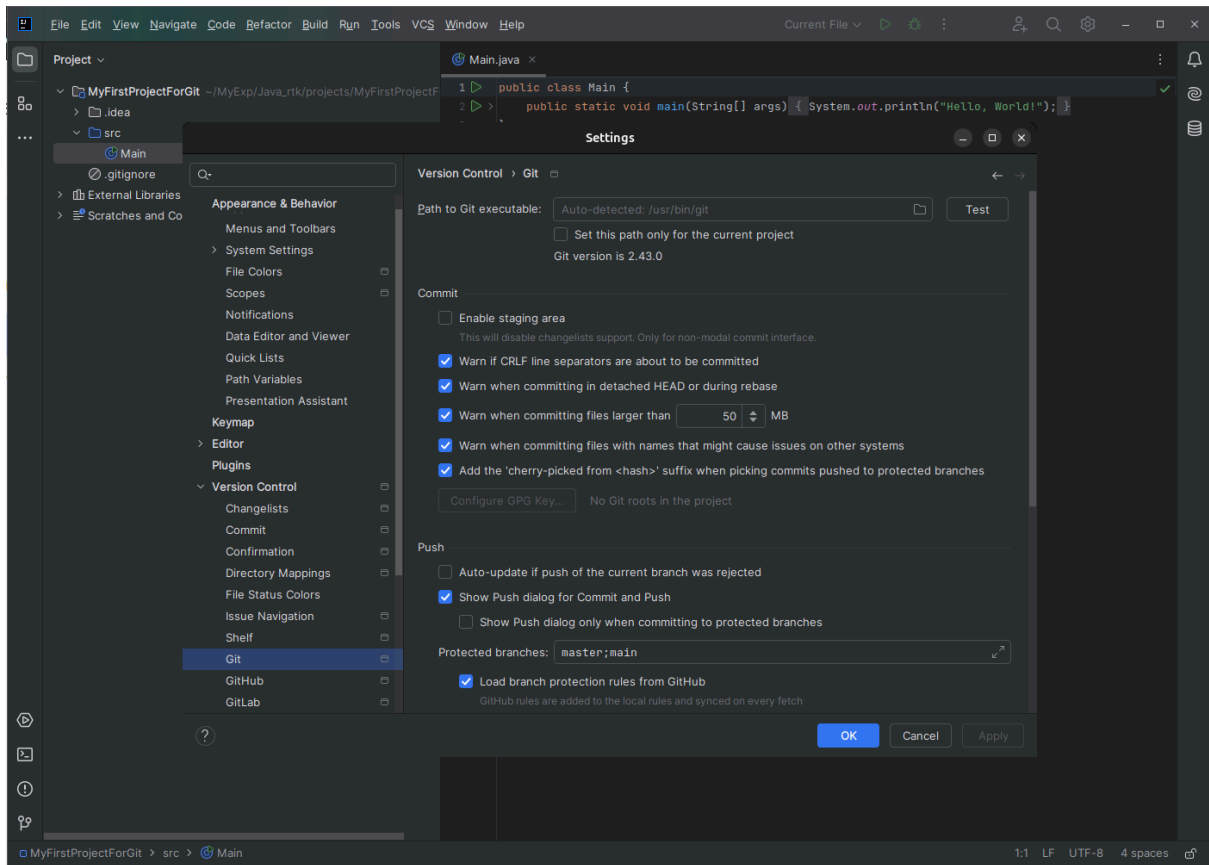 File Edit View Navigate Code Refactor Build Run Tools VCS Window Help Current File
Project
Main.java
MyFirstProjectForGit ~/MyExp/Java_rtk/projects/MyFirstProjectF
.idea
src
Main
.gitignore
External Libraries
Scratches and Co
1 public class Main {
2 public static void main(String[] args) { System.out.println("Hello, World!"); }
Settings
Appearance & Behavior
Menus and Toolbars
System Settings
File Colors
Scopes
Notifications
Data Editor and Viewer
Quick Lists
Path Variables
Presentation Assistant
Keymap
Editor
Plugins
Version Control
Changelists
Commit
Confirmation
Directory Mappings
File Status Colors
Issue Navigation
Shelf
Git
GitHub
GitLab
Version Control › Git
Path to Git executable: Auto-detected: /usr/bin/git Test
Set this path only for the current project
Git version is 2.43.0
Commit
Enable staging area
This will disable changelists support. Only for non-modal commit interface.
Warn if CRLF line separators are about to be committed
Warn when committing in detached HEAD or during rebase
Warn when committing files larger than 50 MB
Warn when committing files with names that might cause issues on other systems
Add the 'cherry-picked from <hash>' suffix when picking commits pushed to protected branches
Configure GPG Key... No Git roots in the project
Push
Auto-update if push of the current branch was rejected
Show Push dialog for Commit and Push
Show Push dialog only when committing to protected branches
Protected branches: master;main
Load branch protection rules from GitHub
GitHub rules are added to the local rules and synced on every fetch
? OK Cancel Apply
MyFirstProjectForGit > src > Main 1:1 LF UTF-8 4 spaces